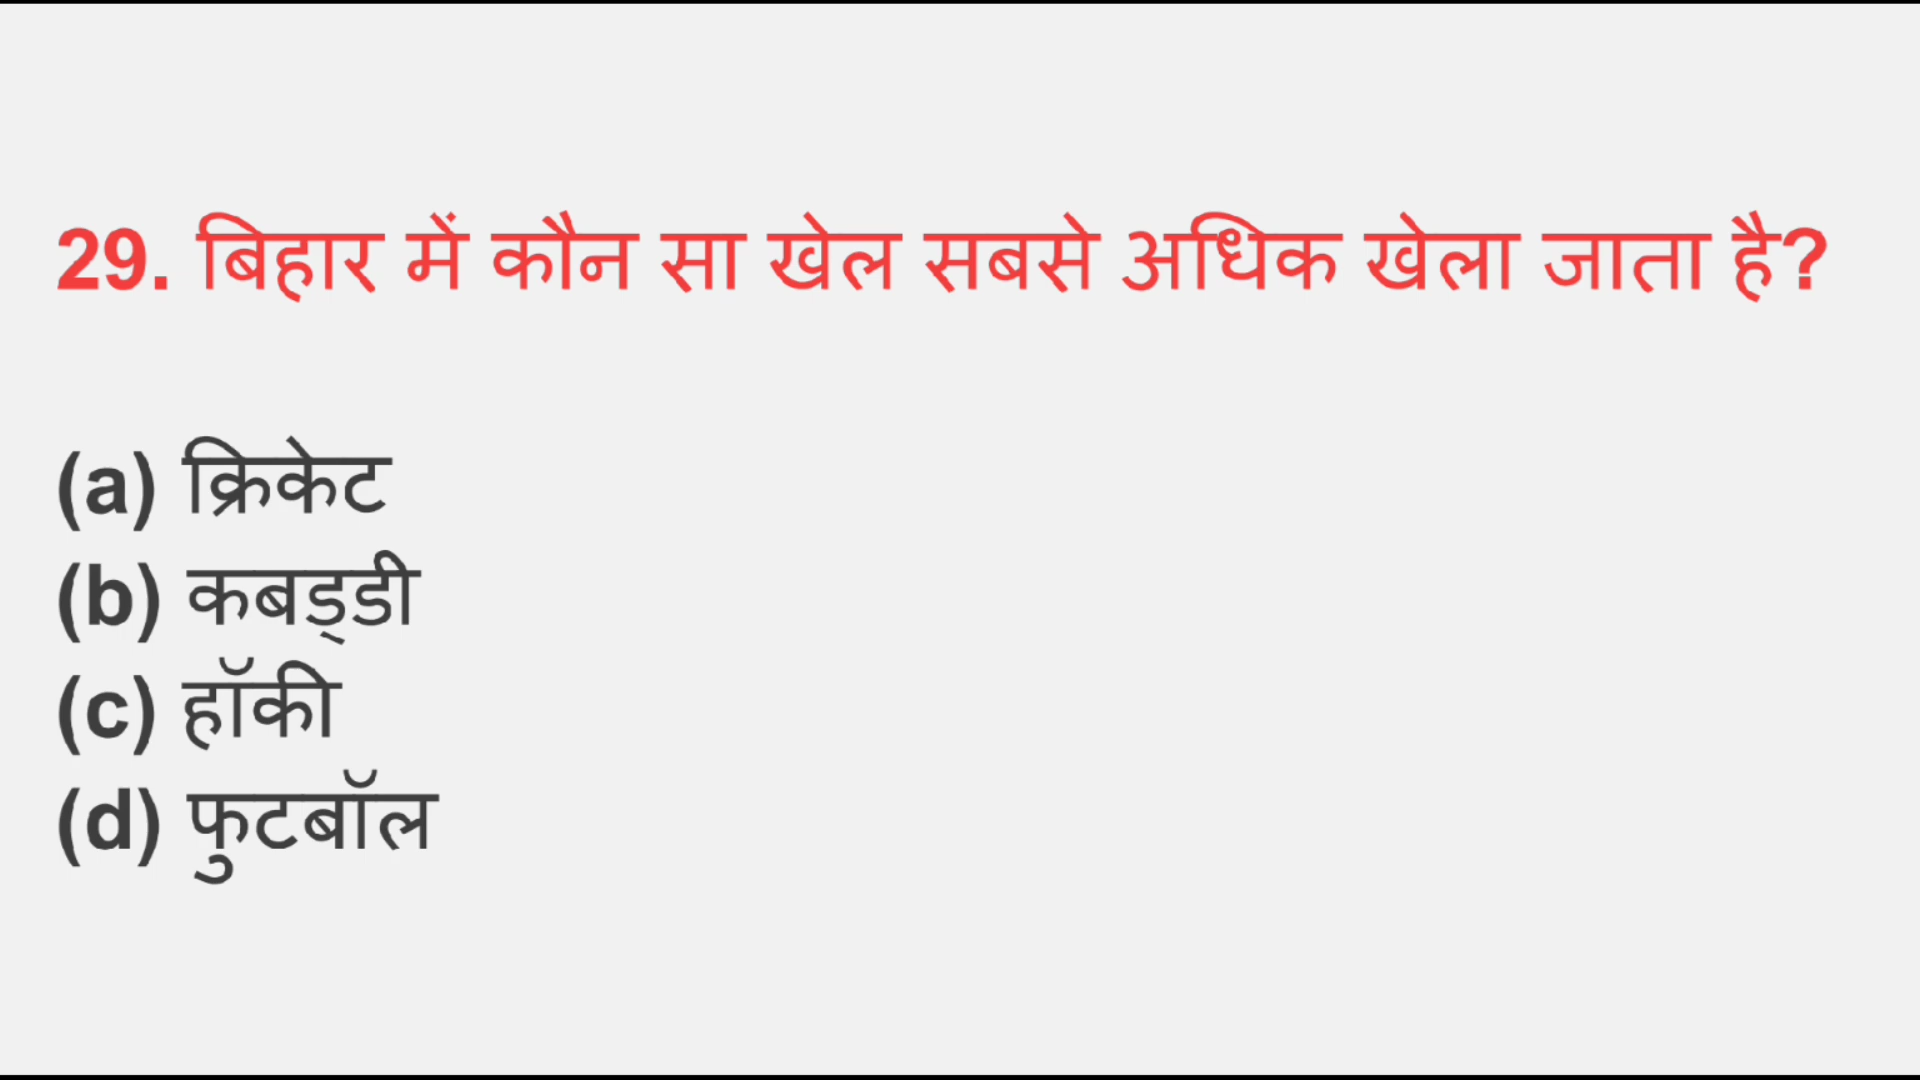 29. बिहार में कौन सा खेल सबसे अधिक खेला जाता है?
(a) क्रिकेट
(b) कबड्डी
(c) हॉकी
(d) फुटबॉल